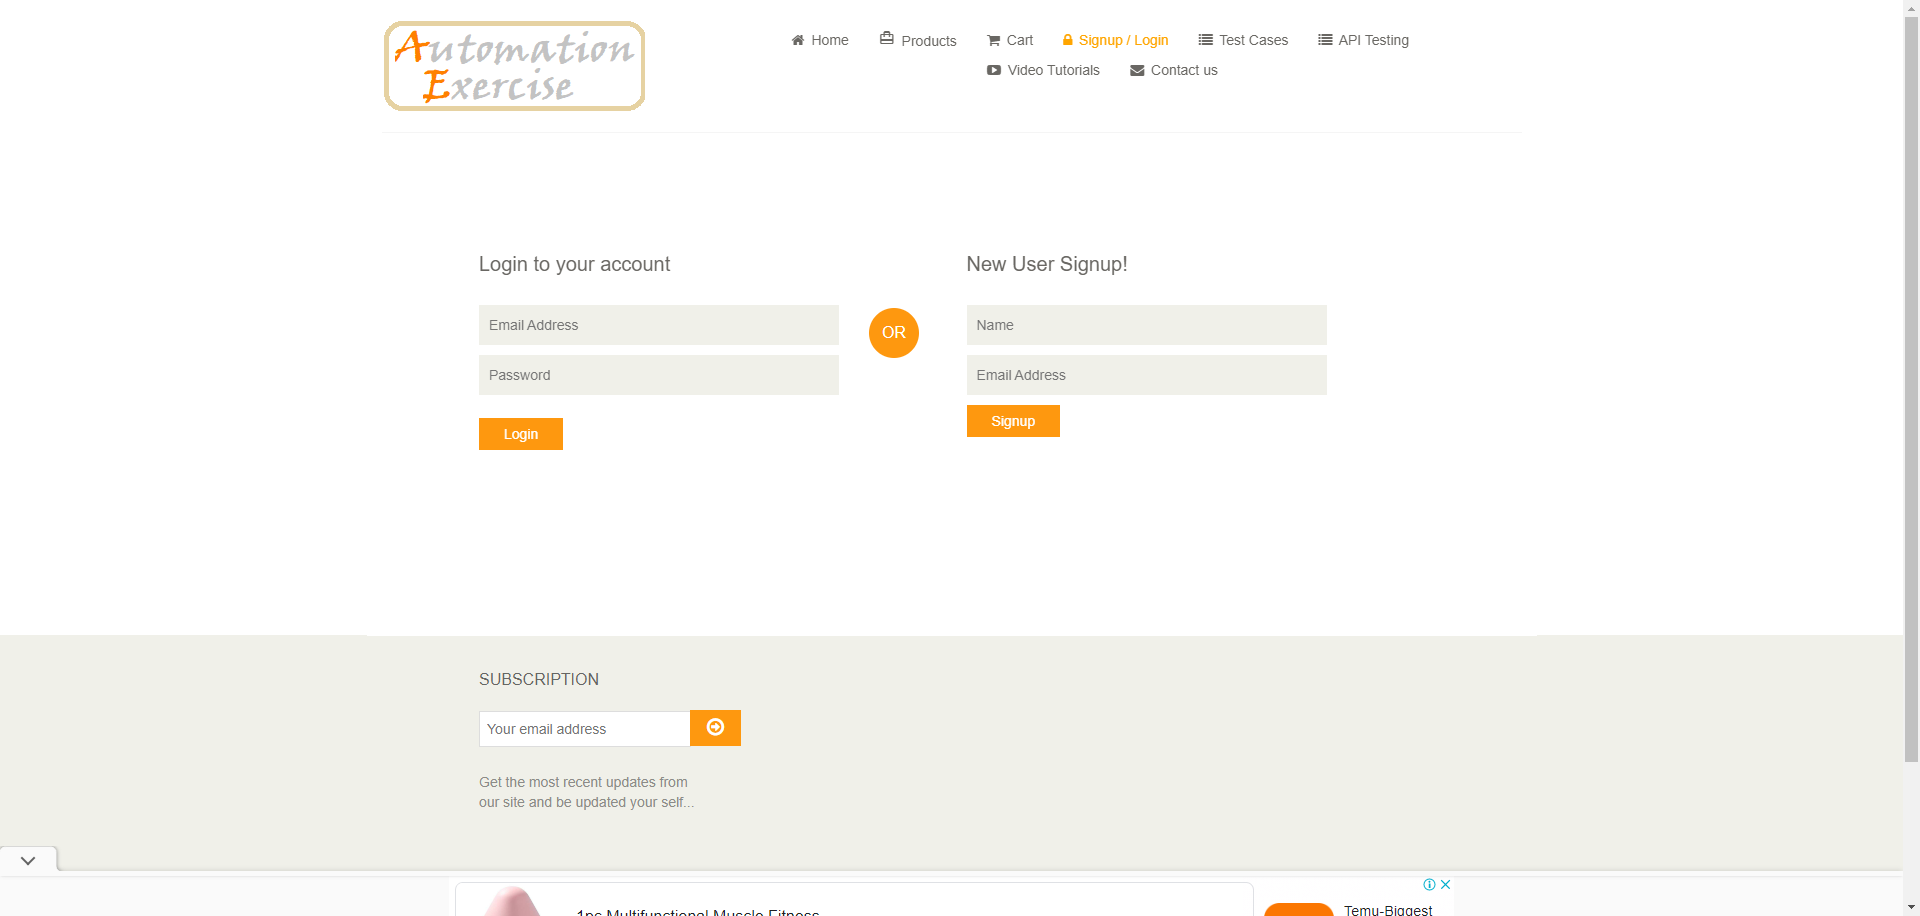 Automation
Exercise
Home Products Cart Signup / Login Test Cases API Testing
Video Tutorials Contact us
Login to your account
Email Address
Password
Login
OR
New User Signup!
Name
Email Address
Signup
SUBSCRIPTION
Your email address
Get the most recent updates from
our site and be updated your self...
1pc Multifunctional Muscle Fitness
Temu-Biggest